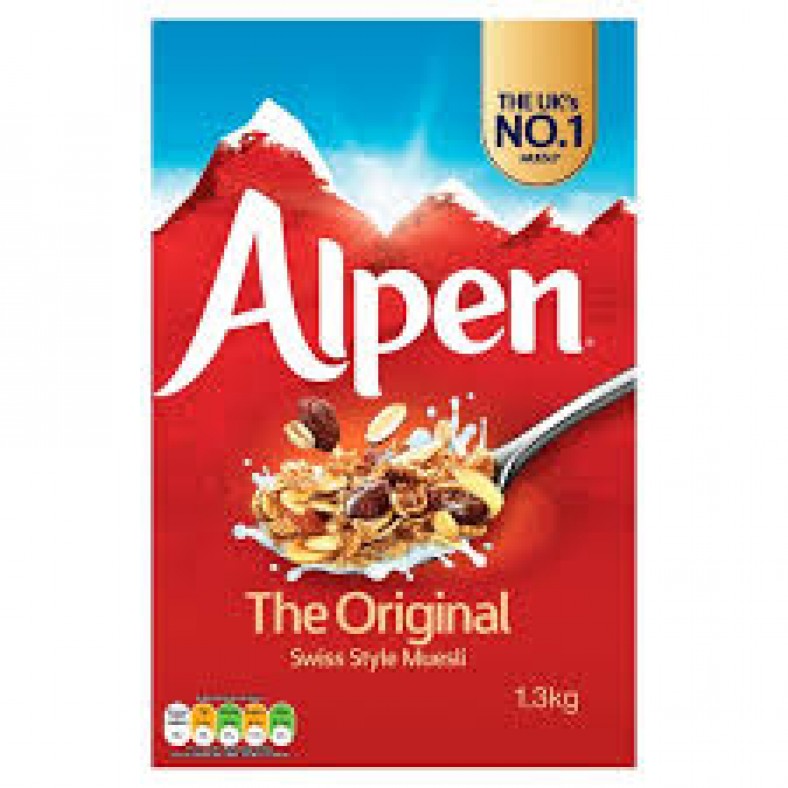 THE UK's
NO.1
Alpen
The Original
Swiss Style Muesli
1.3kg